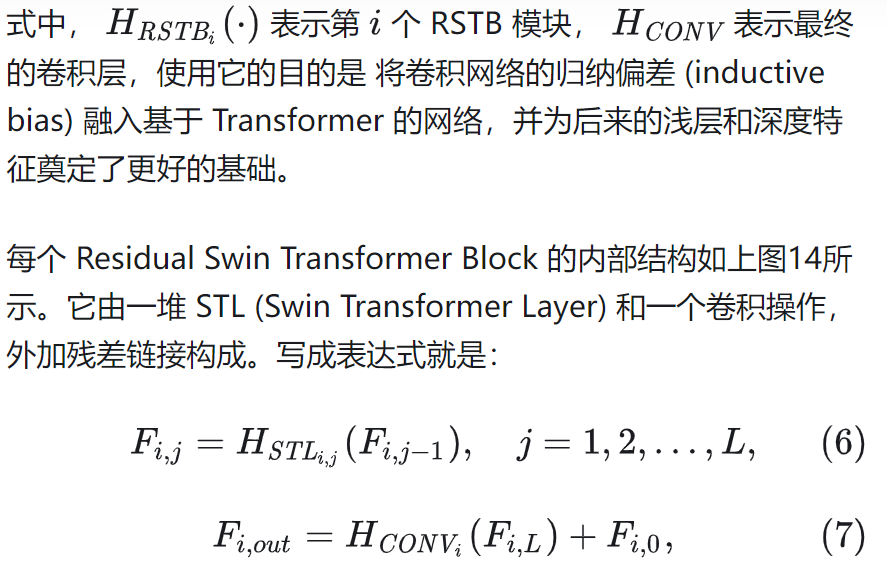 式中， H_{RSTB_i}(·) 表示第 i 个 RSTB 模块， H_{CONV} 表示最终
的卷积层，使用它的目的是 将卷积网络的归纳偏差 (inductive
bias) 融入基于 Transformer 的网络，并为后来的浅层和深度特
征奠定了更好的基础。
每个 Residual Swin Transformer Block 的内部结构如上图14所
示。它由一堆 STL (Swin Transformer Layer) 和一个卷积操作，
外加残差链接构成。写成表达式就是：
F_{i,j} = H_{STL_{i,j}}(F_{i,j-1}), j = 1, 2, . . . , L, (6)
F_{i,out} = H_{CONV_i}(F_{i,L}) + F_{i,0}, (7)